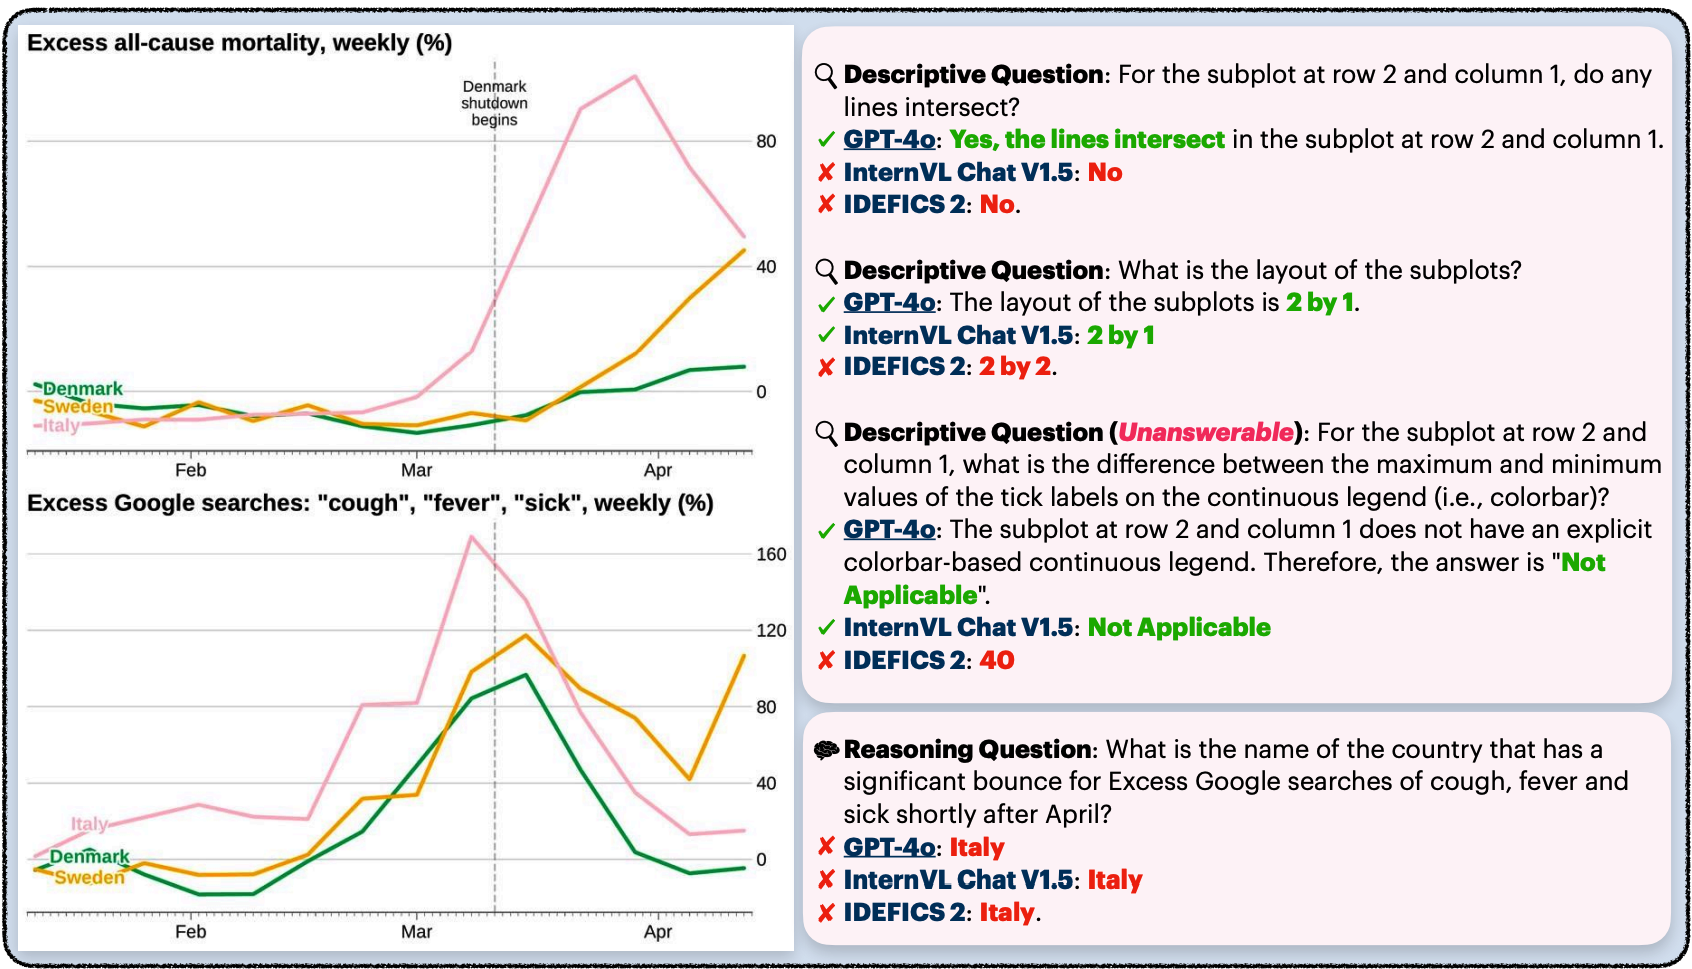 Excess all-cause mortality, weekly (%)
Denmark
shutdown
begins
80
40
0
Denmark
Sweden
Italy
Feb
Mar
Apr
Excess Google searches: "cough", "fever", "sick", weekly (%)
160
120
80
40
0
Italy
Denmark
Sweden
Feb
Mar
Apr
Descriptive Question: For the subplot at row 2 and column 1, do any
lines intersect?
✓ GPT-4o: Yes, the lines intersect in the subplot at row 2 and column 1.
✘ InternVL Chat V1.5: No
✘ IDEFICS 2: No.
Descriptive Question: What is the layout of the subplots?
✓ GPT-4o: The layout of the subplots is 2 by 1.
✓ InternVL Chat V1.5: 2 by 1
✘ IDEFICS 2: 2 by 2.
Descriptive Question (Unanswerable): For the subplot at row 2 and
column 1, what is the difference between the maximum and minimum
values of the tick labels on the continuous legend (i.e., colorbar)?
✓ GPT-4o: The subplot at row 2 and column 1 does not have an explicit
colorbar-based continuous legend. Therefore, the answer is "Not
Applicable".
✓ InternVL Chat V1.5: Not Applicable
✘ IDEFICS 2: 40
Reasoning Question: What is the name of the country that has a
significant bounce for Excess Google searches of cough, fever and
sick shortly after April?
✘ GPT-4o: Italy
✘ InternVL Chat V1.5: Italy
✘ IDEFICS 2: Italy.